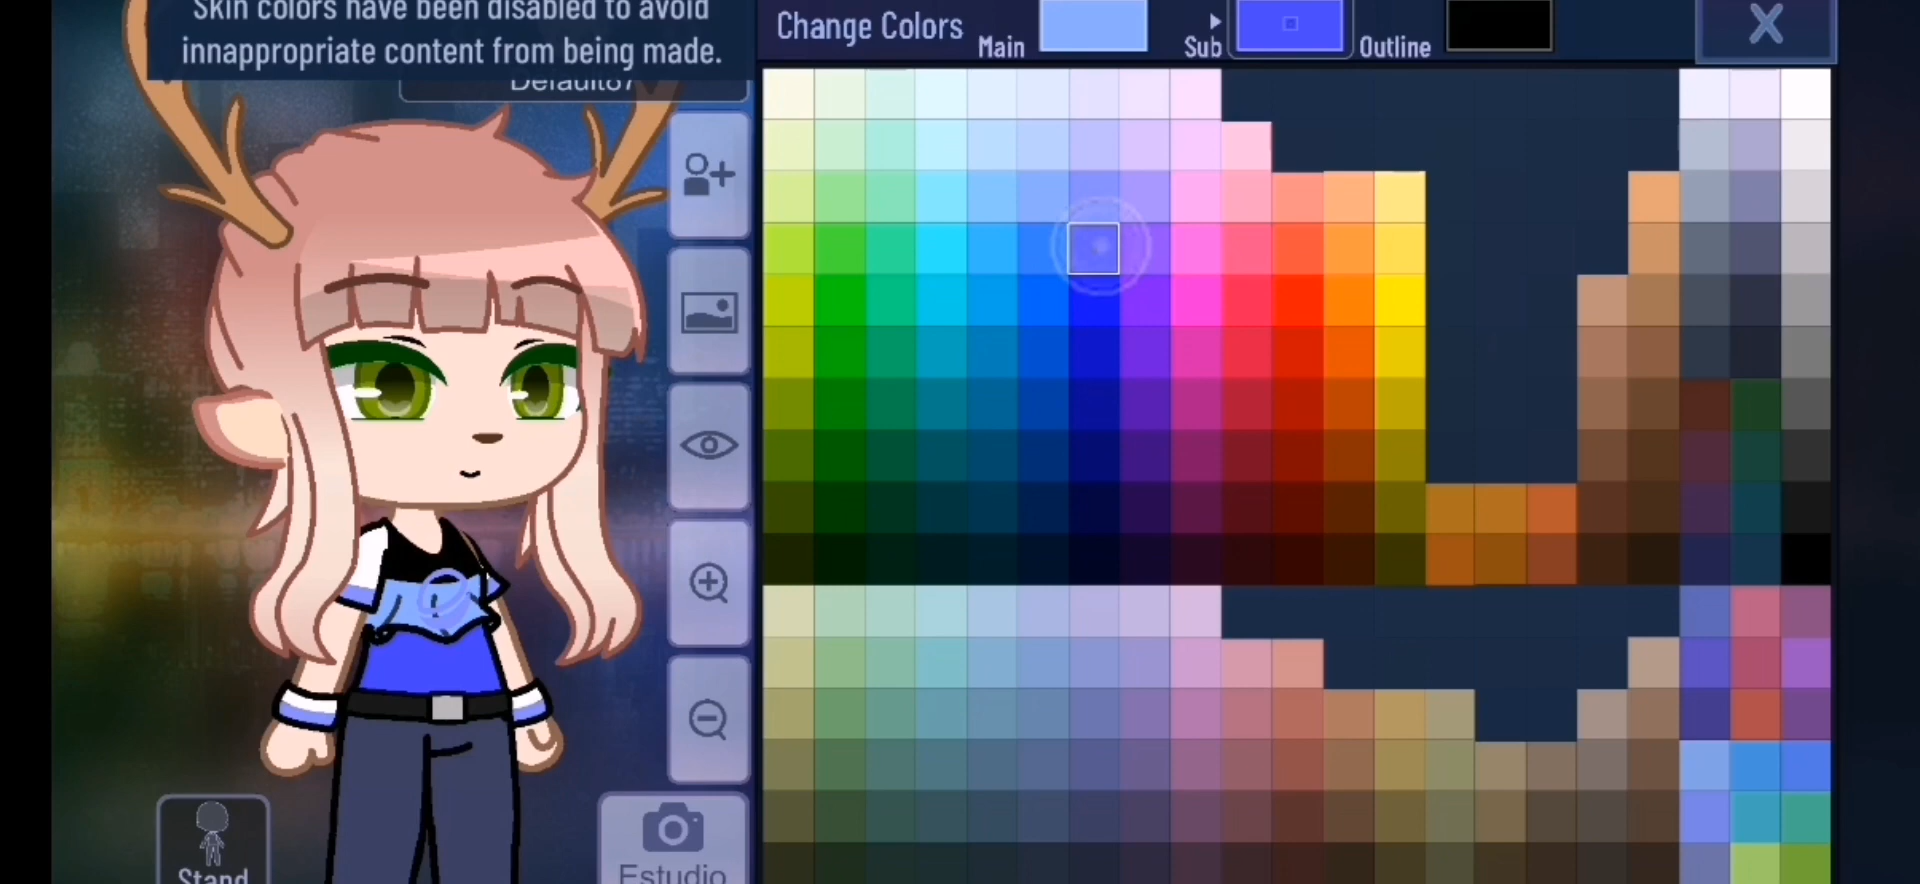 Skin colors have been disabled to avoid
innappropriate content from being made.
Default87
Change Colors
Main
Sub
Outline
X
Stand
Estudio